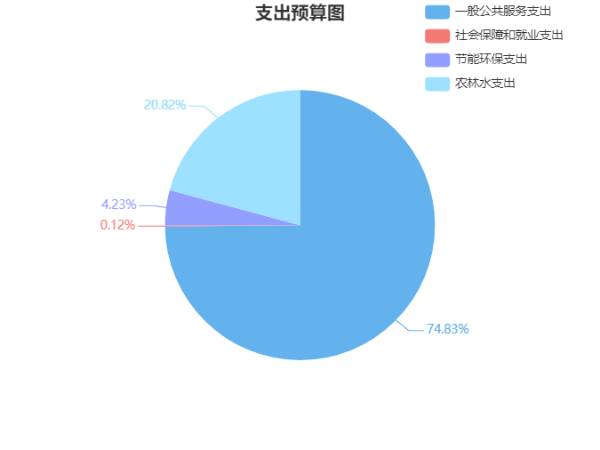 支出预算图
一般公共服务支出
社会保障和就业支出
节能环保支出
农林水支出
20.82%
4.23%
0.12%
74.83%